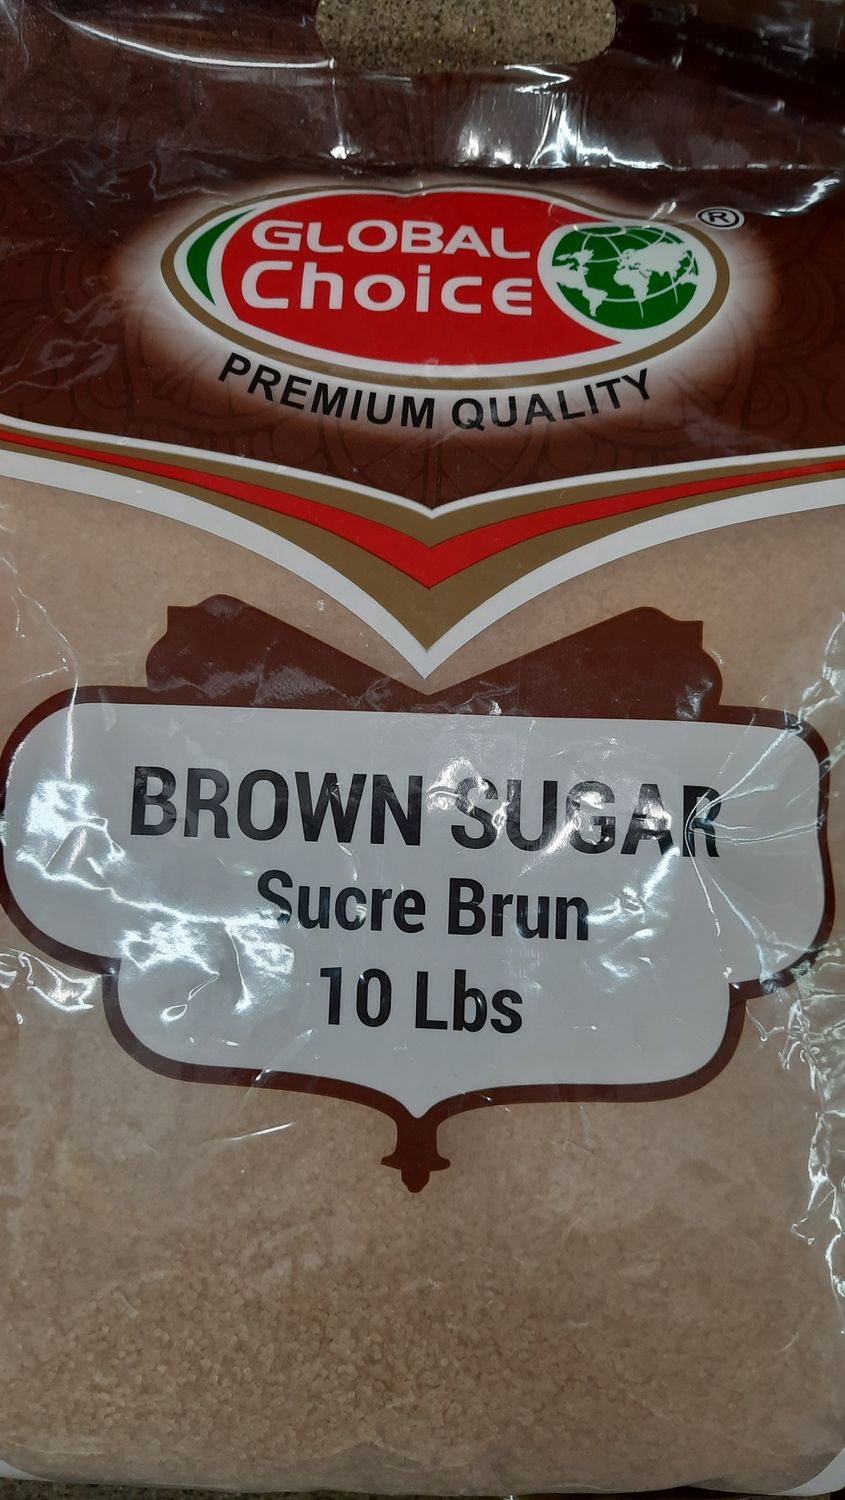 GLOBAL
Choice
®
PREMIUM QUALITY
BROWN SUGAR
Sucre Brun
10 Lbs